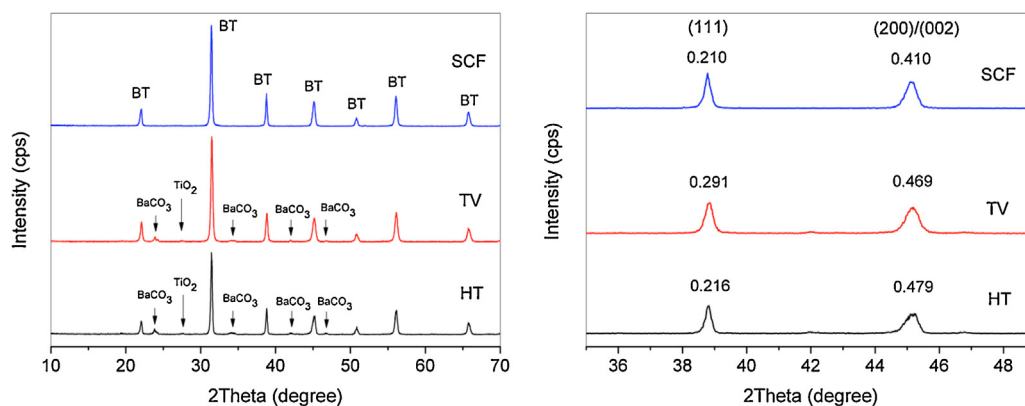 BT
SCF
BT
BT
BT
BT
BT
BT
TiO₂
BaCO₃
BaCO₃
BaCO₃
BaCO₃
TV
TiO₂
BaCO₃
BaCO₃
BaCO₃
BaCO₃
HT
Intensity (cps)
10 20 30 40 50 60 70
2Theta (degree)
(111) (200)/(002)
0.210 0.410
SCF
0.291 0.469
TV
0.216 0.479
HT
Intensity (cps)
36 38 40 42 44 46 48
2Theta (degree)